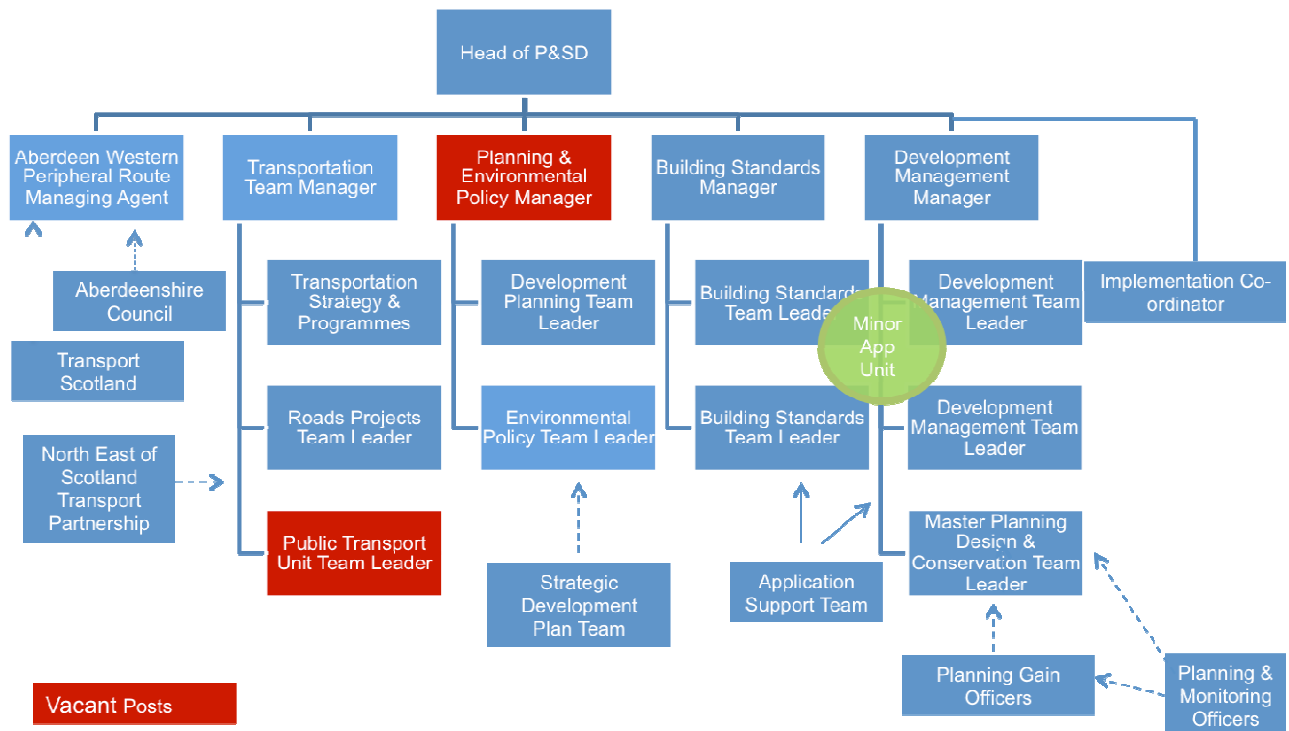 Head of P&SD
Aberdeen Western
Peripheral Route
Managing Agent
Transportation
Team Manager
Planning &
Environmental
Policy Manager
Building Standards
Manager
Development
Management
Manager
Aberdeenshire
Council
Transport
Scotland
North East of
Scotland
Transport
Partnership
Transportation
Strategy &
Programmes
Roads Projects
Team Leader
Public Transport
Unit Team Leader
Development
Planning Team
Leader
Environmental
Policy Team Leader
Strategic
Development
Plan Team
Building Standards
Team Leader
Building Standards
Team Leader
Minor
App
Unit
Application
Support Team
Development
Management Team
Leader
Development
Management Team
Leader
Master Planning
Design &
Conservation Team
Leader
Implementation Co-
ordinator
Planning Gain
Officers
Planning &
Monitoring
Officers
Vacant Posts